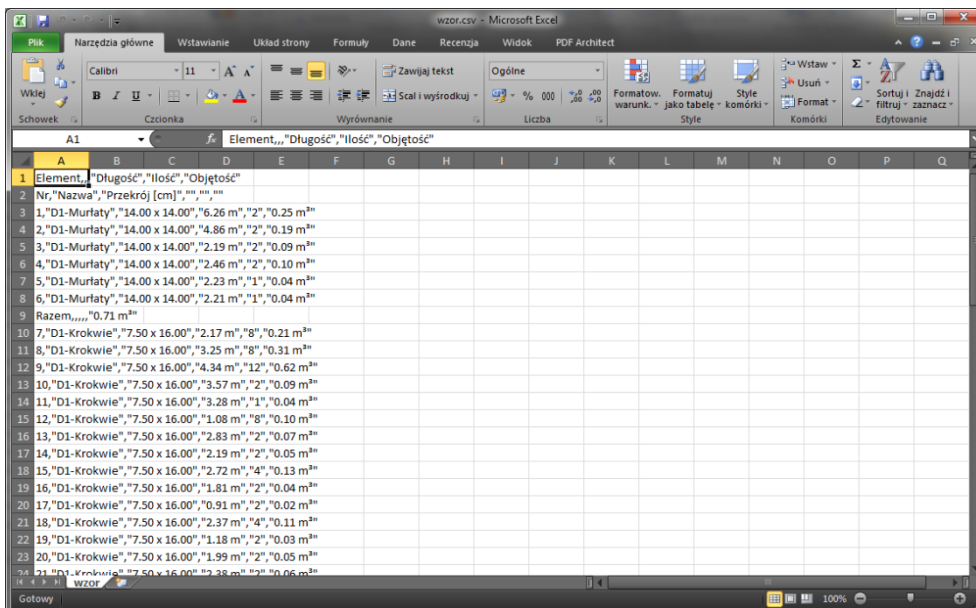 wzor.csv - Microsoft Excel
Plik Narzędzia główne Wstawianie Układ strony Formuły Dane Recenzja Widok PDF Architect
Wklej
Calibri 11 A A
B I U A
Zawijaj tekst
Scal i wyśrodkuj
Ogólne
% 000
Formatow. warunk.
Formatuj jako tabelę
Style komórki
Wstaw
Usuń
Format
Σ
Sortuj i filtruj
Znajdź i zaznacz
Schowek Czcionka Wyrównanie Liczba Style Komórki Edytowanie
A1 fx Element,,,"Długość","Ilość","Objętość"
A B C D E F G H I J K L M N O P Q
1 Element,,,"Długość","Ilość","Objętość"
2 Nr,"Nazwa","Przekrój [cm]","","",""
3 1,"D1-Murłaty","14.00 x 14.00","6.26 m","2","0.25 m³"
4 2,"D1-Murłaty","14.00 x 14.00","4.86 m","2","0.19 m³"
5 3,"D1-Murłaty","14.00 x 14.00","2.19 m","2","0.09 m³"
6 4,"D1-Murłaty","14.00 x 14.00","2.46 m","2","0.10 m³"
7 5,"D1-Murłaty","14.00 x 14.00","2.23 m","1","0.04 m³"
8 6,"D1-Murłaty","14.00 x 14.00","2.21 m","1","0.04 m³"
9 Razem,,,,,"0.71 m³"
10 7,"D1-Krokwie","7.50 x 16.00","2.17 m","8","0.21 m³"
11 8,"D1-Krokwie","7.50 x 16.00","3.25 m","8","0.31 m³"
12 9,"D1-Krokwie","7.50 x 16.00","4.34 m","12","0.62 m³"
13 10,"D1-Krokwie","7.50 x 16.00","3.57 m","2","0.09 m³"
14 11,"D1-Krokwie","7.50 x 16.00","3.28 m","1","0.04 m³"
15 12,"D1-Krokwie","7.50 x 16.00","1.08 m","8","0.10 m³"
16 13,"D1-Krokwie","7.50 x 16.00","2.83 m","2","0.07 m³"
17 14,"D1-Krokwie","7.50 x 16.00","2.19 m","2","0.05 m³"
18 15,"D1-Krokwie","7.50 x 16.00","2.72 m","4","0.13 m³"
19 16,"D1-Krokwie","7.50 x 16.00","1.81 m","2","0.04 m³"
20 17,"D1-Krokwie","7.50 x 16.00","0.91 m","2","0.02 m³"
21 18,"D1-Krokwie","7.50 x 16.00","2.37 m","4","0.11 m³"
22 19,"D1-Krokwie","7.50 x 16.00","1.18 m","2","0.03 m³"
23 20,"D1-Krokwie","7.50 x 16.00","1.99 m","2","0.05 m³"
24 21,"D1-Krokwie","7.50 x 16.00","2.38 m","2","0.06 m³"
wzor
Gotowy 100%